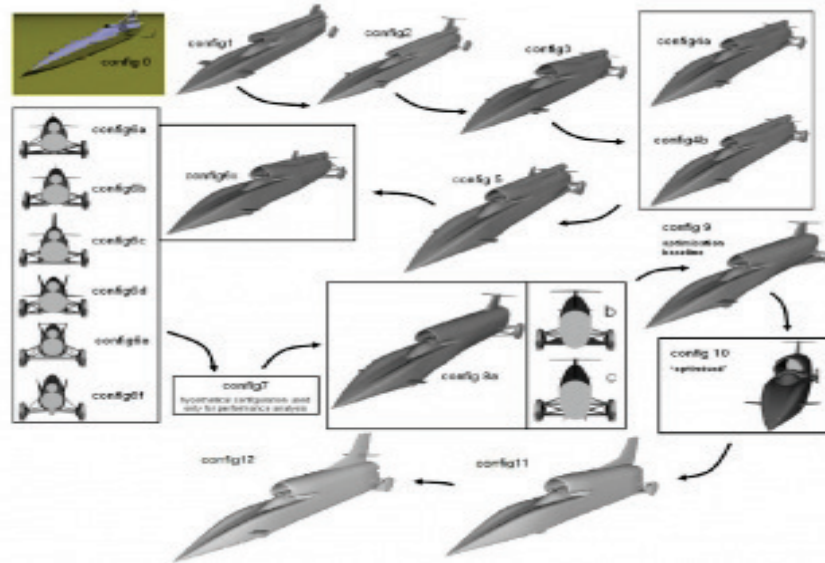 config 0
config1
config2
config3
config4a
config4b
config 5
config6a
config6b
config6c
config6d
config6e
config6f
config 9
optimisation
baseline
config7
hypothetical configuration used
only for performance analysis
config 8a
b
c
config 10
"optimised"
config12
config11